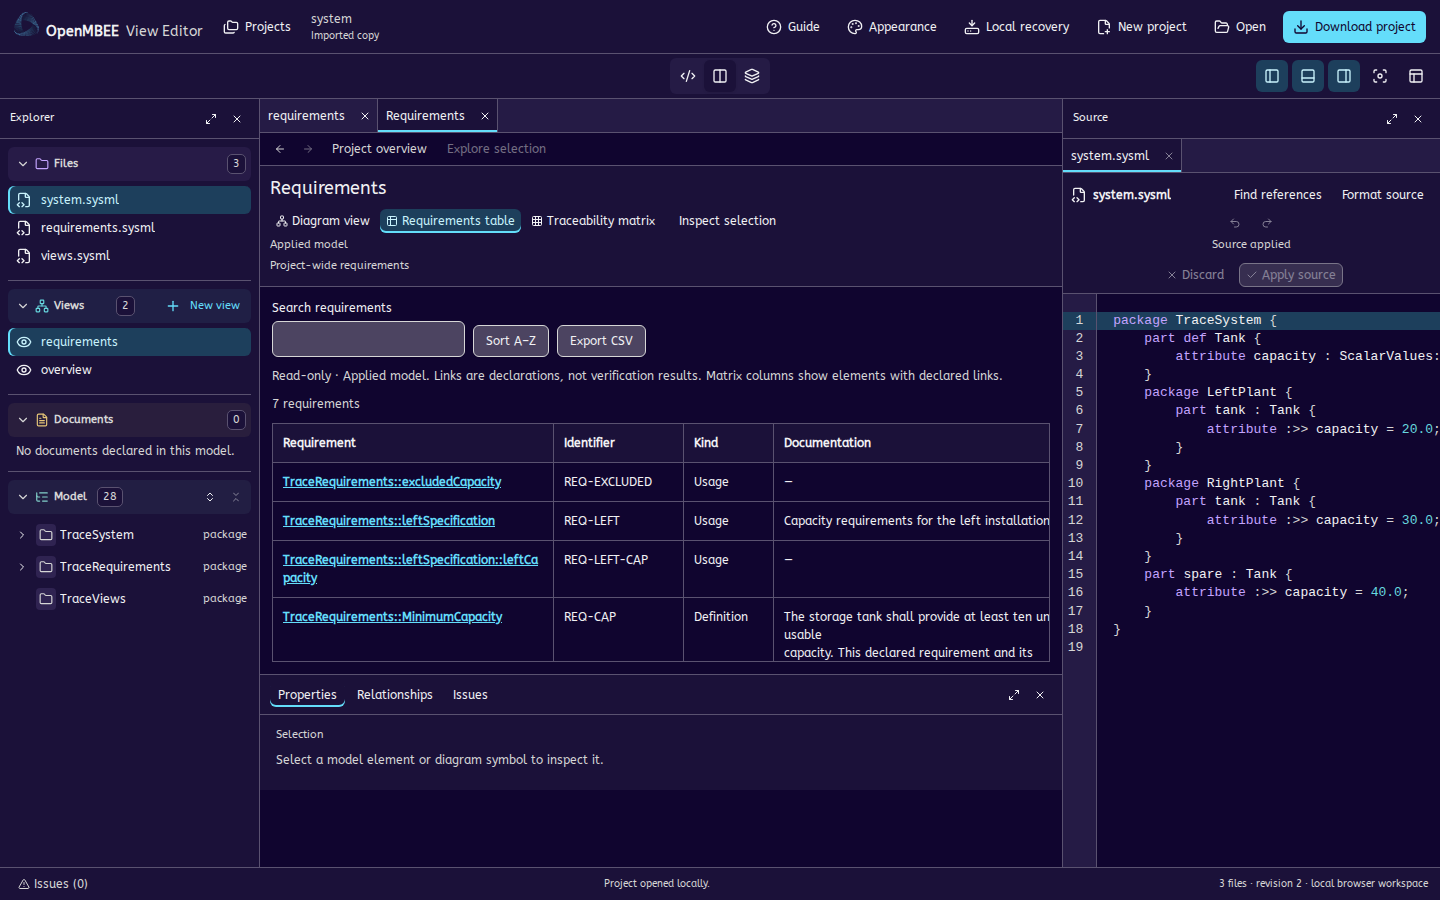 OpenMBEE View Editor
Projects
system
Imported copy
Guide
Appearance
Local recovery
New project
Open
Download project
Explorer
Files
3
system.sysml
requirements.sysml
views.sysml
Views
2
New view
requirements
overview
Documents
0
No documents declared in this model.
Model
28
TraceSystem package
TraceRequirements package
TraceViews package
requirements
Requirements
Project overview
Explore selection
Requirements
Diagram view
Requirements table
Traceability matrix
Inspect selection
Applied model
Project-wide requirements
Search requirements
Sort A–Z
Export CSV
Read-only · Applied model. Links are declarations, not verification results. Matrix columns show elements with declared links.
7 requirements
Requirement Identifier Kind Documentation
TraceRequirements::excludedCapacity REQ-EXCLUDED Usage —
TraceRequirements::leftSpecification REQ-LEFT Usage Capacity requirements for the left installation
TraceRequirements::leftSpecification::leftCa REQ-LEFT-CAP Usage —
pacity
TraceRequirements::MinimumCapacity REQ-CAP Definition The storage tank shall provide at least ten un
usable
capacity. This declared requirement and its
Properties
Relationships
Issues
Selection
Select a model element or diagram symbol to inspect it.
Source
system.sysml
system.sysml
Find references
Format source
Source applied
Discard
Apply source
1 package TraceSystem {
2 part def Tank {
3 attribute capacity : ScalarValues:
4 }
5 package LeftPlant {
6 part tank : Tank {
7 attribute :>> capacity = 20.0;
8 }
9 }
10 package RightPlant {
11 part tank : Tank {
12 attribute :>> capacity = 30.0;
13 }
14 }
15 part spare : Tank {
16 attribute :>> capacity = 40.0;
17 }
18 }
19
Issues (0)
Project opened locally.
3 files · revision 2 · local browser workspace